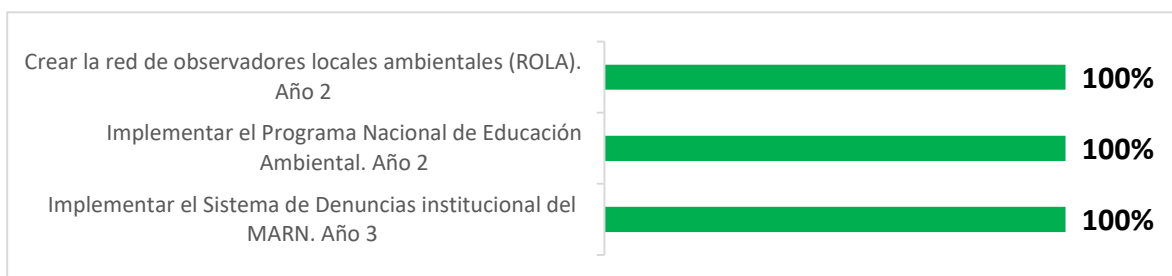 Crear la red de observadores locales ambientales (ROLA).
Año 2
100%
Implementar el Programa Nacional de Educación
Ambiental. Año 2
100%
Implementar el Sistema de Denuncias institucional del
MARN. Año 3
100%